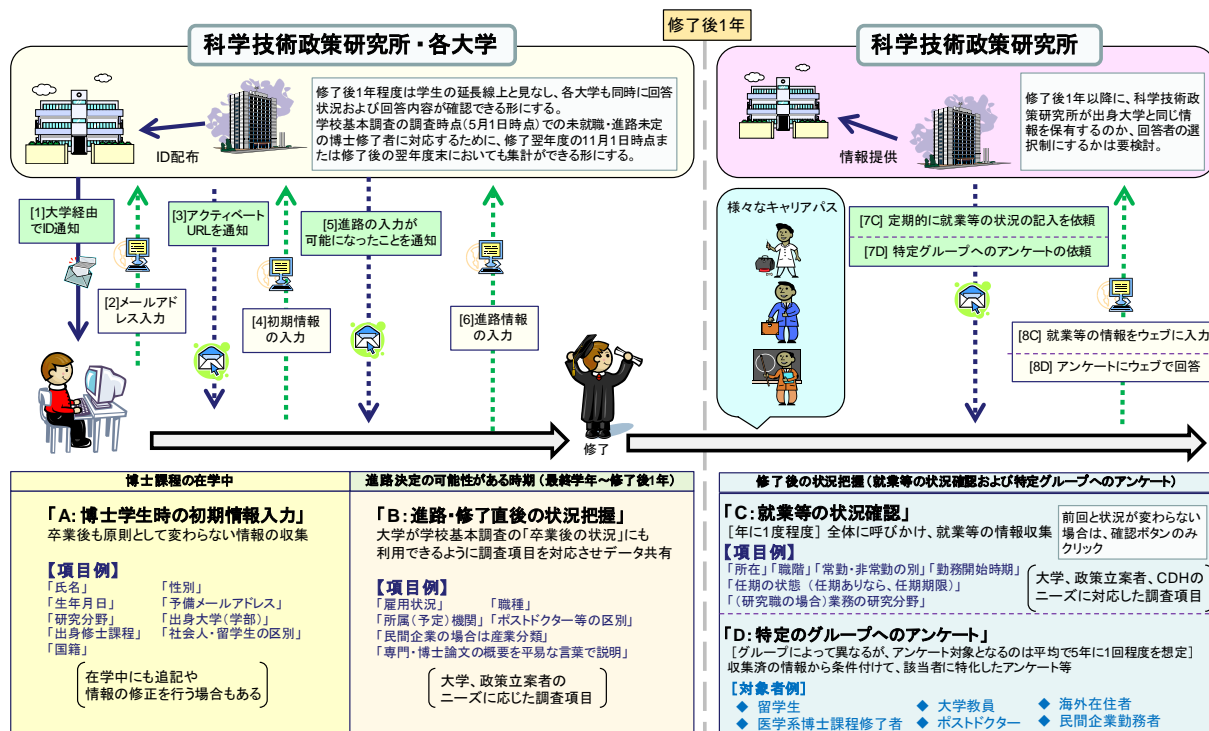 修了後1年
科学技術政策研究所・各大学
修了後1年程度は学生の延長線上と見なし、各大学も同時に回答
状況および回答内容が確認できる形にする。
学校基本調査の調査時点(5月1日時点)での未就職・進路未定
の博士修了者に対応するために、修了翌年度の11月1日時点ま
たは修了後の翌年度末においても集計ができる形にする。
ID配布
[1]大学経由
でID通知
[2]メールアド
レス入力
[3]アクティベート
URLを通知
[4]初期情報
の入力
[5]進路の入力が
可能になったことを通知
[6]進路情報
の入力
修了
科学技術政策研究所
修了後1年以降に、科学技術政
策研究所が出身大学と同じ情
報を保有するのか、回答者の選
択制にするかは要検討。
情報提供
様々なキャリアパス
[7C] 定期的に就業等の状況の記入を依頼
[7D] 特定グループへのアンケートの依頼
[8C] 就業等の情報をウェブに入力
[8D] アンケートにウェブで回答
博士課程の在学中
「A:博士学生時の初期情報入力」
卒業後も原則として変わらない情報の収集
【項目例】
「氏名」 「性別」
「生年月日」 「予備メールアドレス」
「研究分野」 「出身大学(学部)」
「出身修士課程」 「社会人・留学生の区別」
「国籍」
在学中にも追記や
情報の修正を行う場合もある
進路決定の可能性がある時期(最終学年~修了後1年)
「B:進路・修了直後の状況把握」
大学が学校基本調査の「卒業後の状況」にも
利用できるように調査項目を対応させデータ共有
【項目例】
「雇用状況」 「職種」
「所属(予定)機関」 「ポストドクター等の区別」
「民間企業の場合は産業分類」
「専門・博士論文の概要を平易な言葉で説明」
大学、政策立案者の
ニーズに応じた調査項目
修了後の状況把握(就業等の状況確認および特定グループへのアンケート)
「C:就業等の状況確認」
[年に1度程度] 全体に呼びかけ、就業等の情報収集
前回と状況が変わらない
場合は、確認ボタンのみ
クリック
【項目例】
「所在」「職階」「常勤・非常勤の別」「勤務開始時期」
「任期の状態 (任期ありなら、任期期限)」
「(研究職の場合)業務の研究分野」
大学、政策立案者、CDHの
ニーズに対応した調査項目
「D:特定のグループへのアンケート」
[グループによって異なるが、アンケート対象となるのは平均で5年に1回程度を想定]
収集済の情報から条件付けて、該当者に特化したアンケート等
[対象者例]
◆ 留学生 ◆ 大学教員 ◆ 海外在住者
◆ 医学系博士課程修了者 ◆ ポストドクター ◆ 民間企業勤務者